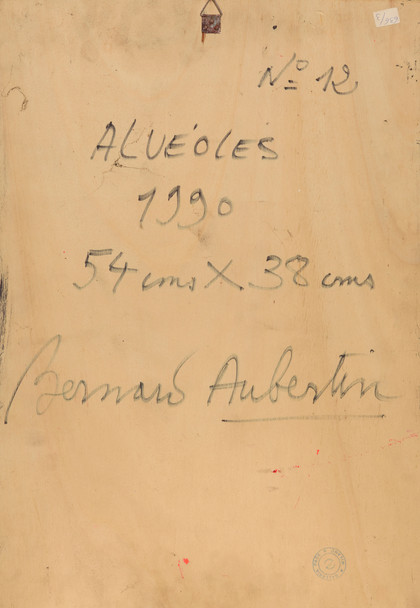 N° 12
ALVÉOLES
1990
54 cms X 38 cms
Bernard Aubertin